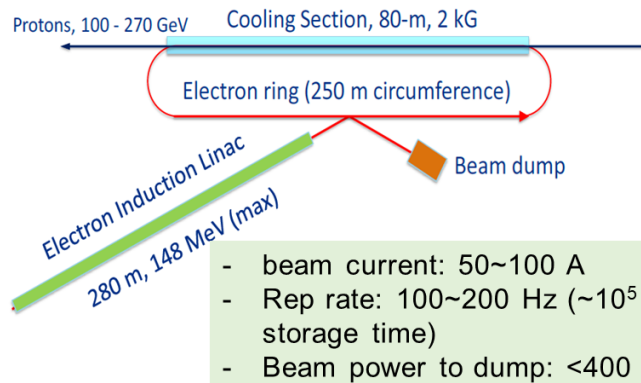 Protons, 100 - 270 GeV
Cooling Section, 80-m, 2 kG
Electron ring (250 m circumference)
Electron Induction Linac
280 m, 148 MeV (max)
Beam dump
- beam current: 50~100 A
- Rep rate: 100~200 Hz (~10⁵
storage time)
- Beam power to dump: <400